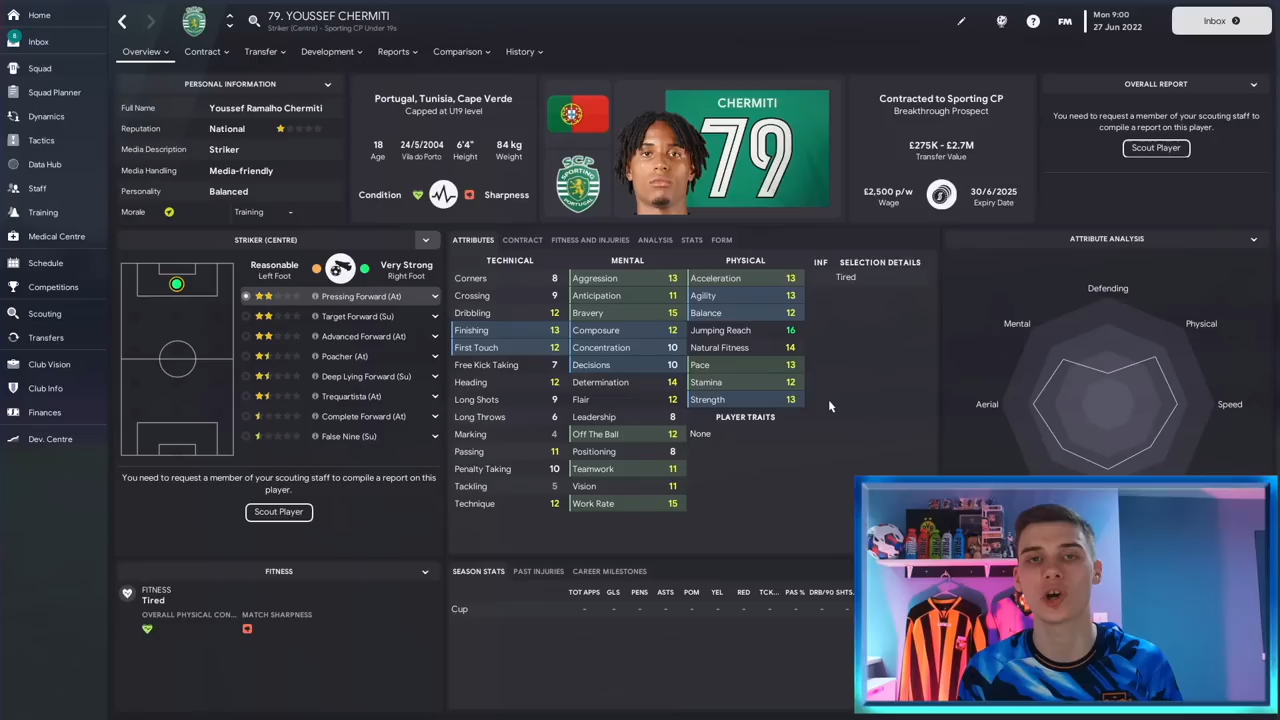 Home
8
Inbox
Squad
Squad Planner
Dynamics
Tactics
Data Hub
Staff
Training
Medical Centre
Schedule
Competitions
Scouting
Transfers
Club Vision
Club Info
Finances
Dev. Centre
79. YOUSSEF CHERMITI
Striker (Centre) - Sporting CP Under 19s
FM
Mon 9:00
27 Jun 2022
Inbox
Overview
Contract
Transfer
Development
Reports
Comparison
History
PERSONAL INFORMATION
Full Name Youssef Ramalho Chermiti
Reputation National
Media Description Striker
Media Handling Media-friendly
Personality Balanced
Morale Training -
Portugal, Tunisia, Cape Verde
Capped at U19 level
18 24/5/2004 6'4" 84 kg
Age Vila do Porto Height Weight
Condition Sharpness
SCP
SPORTING
PORTUGAL
CHERMITI
79
Contracted to Sporting CP
Breakthrough Prospect
£275K - £2.7M
Transfer Value
£2,500 p/w 30/6/2025
Wage Expiry Date
OVERALL REPORT
You need to request a member of your scouting staff to
compile a report on this player.
Scout Player
STRIKER (CENTRE)
Reasonable Very Strong
Left Foot Right Foot
Pressing Forward (At)
Target Forward (Su)
Advanced Forward (At)
Poacher (At)
Deep Lying Forward (Su)
Trequartista (At)
Complete Forward (At)
False Nine (Su)
You need to request a member of your scouting staff to compile a report on this
player.
Scout Player
ATTRIBUTES CONTRACT FITNESS AND INJURIES ANALYSIS STATS FORM
TECHNICAL MENTAL PHYSICAL INF SELECTION DETAILS
Corners 8 Aggression 13 Acceleration 13 Tired
Crossing 9 Anticipation 11 Agility 13
Dribbling 12 Bravery 15 Balance 12
Finishing 13 Composure 12 Jumping Reach 16
First Touch 12 Concentration 10 Natural Fitness 14
Free Kick Taking 7 Decisions 10 Pace 13
Heading 12 Determination 14 Stamina 12
Long Shots 9 Flair 12 Strength 13
Long Throws 6 Leadership 8 PLAYER TRAITS
Marking 4 Off The Ball 12 None
Passing 11 Positioning 8
Penalty Taking 10 Teamwork 11
Tackling 5 Vision 11
Technique 12 Work Rate 15
ATTRIBUTE ANALYSIS
Defending
Mental Physical
Aerial Speed
FITNESS
FITNESS
Tired
OVERALL PHYSICAL CON... MATCH SHARPNESS
SEASON STATS PAST INJURIES CAREER MILESTONES
TOT APPS GLS PENS ASTS POM YEL RED TCK... PAS % DRB/90 SHTS.
Cup - - - - - - - - - - -